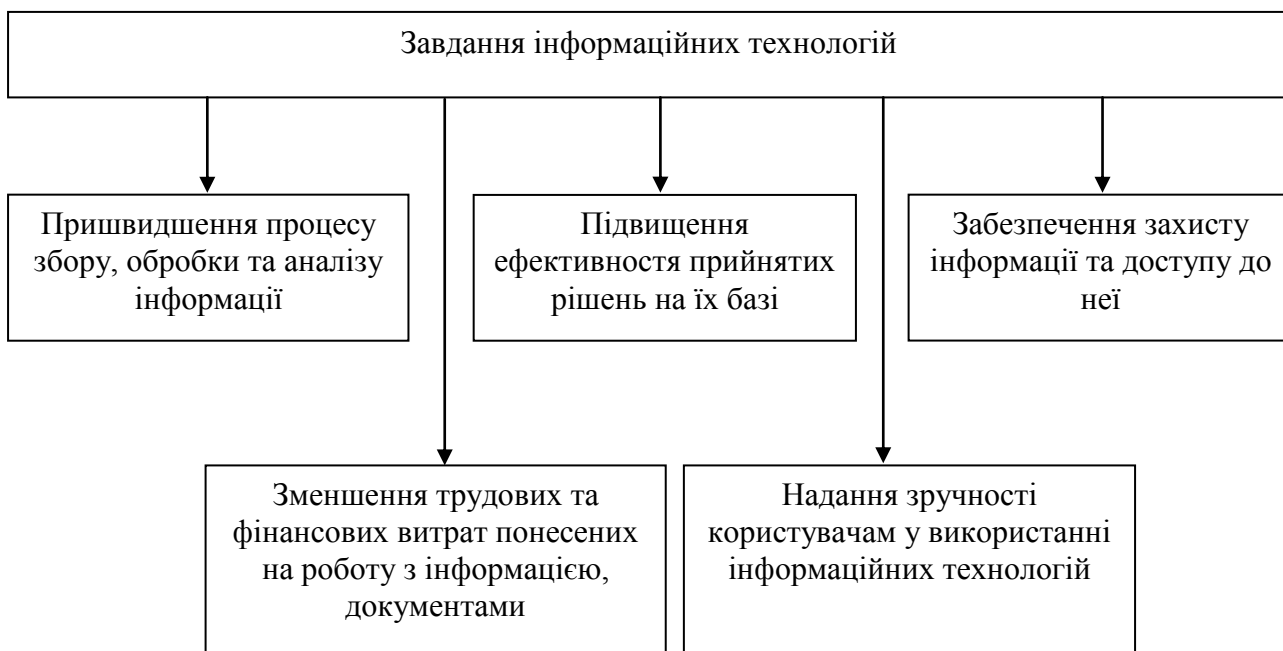 Завдання інформаційних технологій
Пришвидшення процесу
збору, обробки та аналізу
інформації
Підвищення
ефективностя прийнятих
рішень на їх базі
Забезпечення захисту
інформації та доступу до
неї
Зменшення трудових та
фінансових витрат понесених
на роботу з інформацією,
документами
Надання зручності
користувачам у використанні
інформаційних технологій